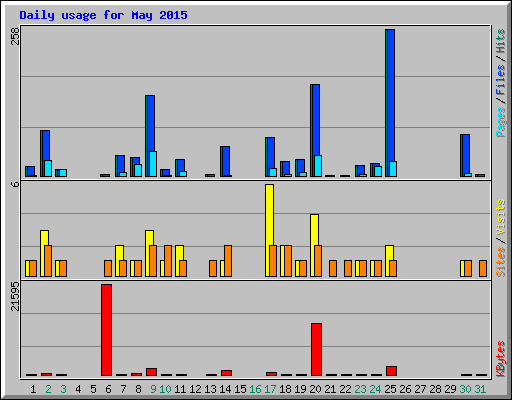 Daily usage for May 2015
258
Pages / Files / Hits
6
Sites / Visits
21595
KBytes
1 2 3 4 5 6 7 8 9 10 11 12 13 14 15 16 17 18 19 20 21 22 23 24 25 26 27 28 29 30 31